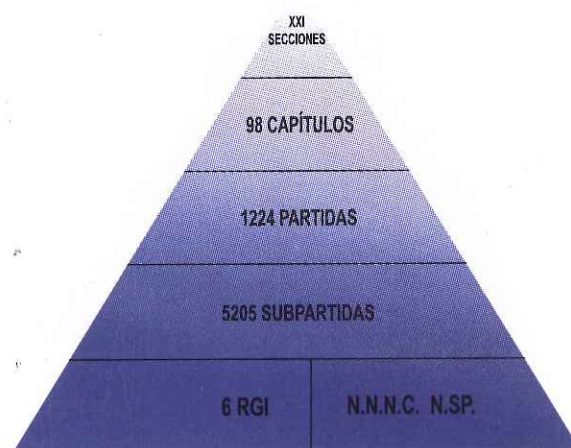 XXI
SECCIONES
98 CAPÍTULOS
1224 PARTIDAS
5205 SUBPARTIDAS
6 RGI
N.N.N.C. N.SP.